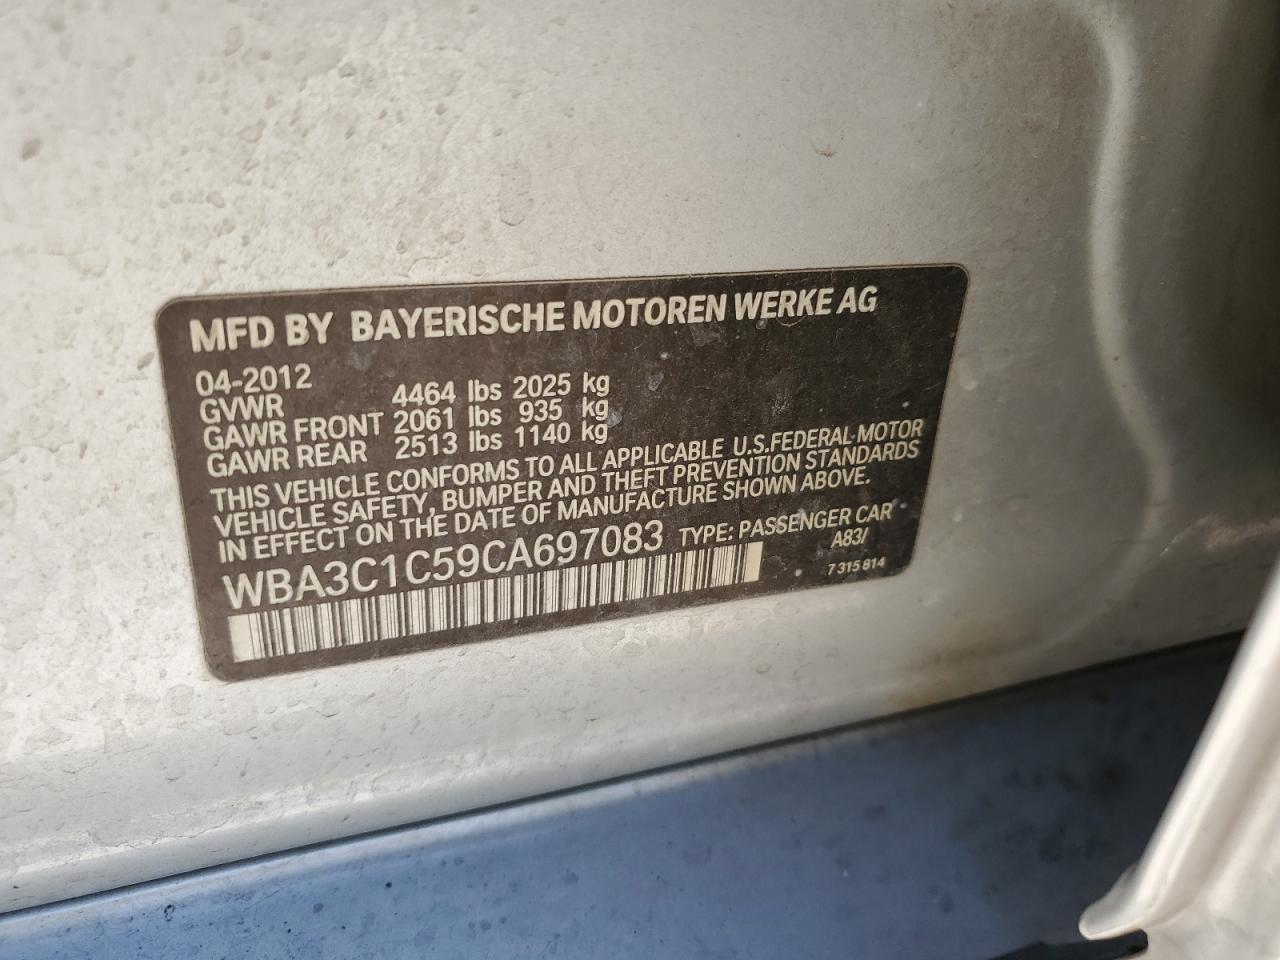 MFD BY BAYERISCHE MOTOREN WERKE AG
04-2012
GVWR 4464 lbs 2025 kg
GAWR FRONT 2061 lbs 935 kg
GAWR REAR 2513 lbs 1140 kg
THIS VEHICLE CONFORMS TO ALL APPLICABLE U.S.FEDERAL-MOTOR
VEHICLE SAFETY, BUMPER AND THEFT PREVENTION STANDARDS
IN EFFECT ON THE DATE OF MANUFACTURE SHOWN ABOVE.
WBA3C1C59CA697083 TYPE: PASSENGER CAR
A83/
7 315 814